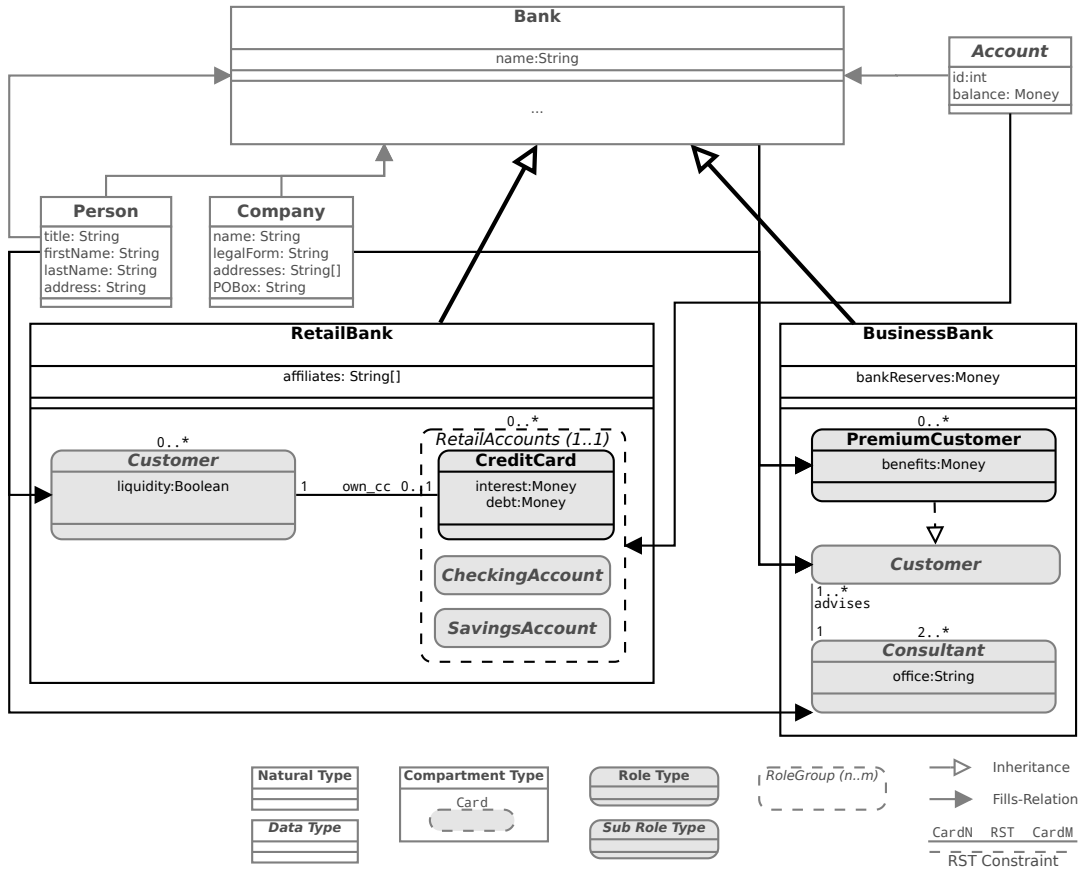 Bank
name:String
...
Account
id:int
balance: Money
Person
title: String
firstName: String
lastName: String
address: String
Company
name: String
legalForm: String
addresses: String[]
POBox: String
RetailBank
affiliates: String[]
0..*
Customer
liquidity:Boolean
1 own_cc 0..1
0..*
RetailAccounts (1..1)
CreditCard
interest:Money
debt:Money
CheckingAccount
SavingsAccount
BusinessBank
bankReserves:Money
0..*
PremiumCustomer
benefits:Money
Customer
1..*
advises
1
2..*
Consultant
office:String
Natural Type
Data Type
Compartment Type
Card
Role Type
Sub Role Type
RoleGroup (n..m)
Inheritance
Fills-Relation
CardN RST CardM
RST Constraint